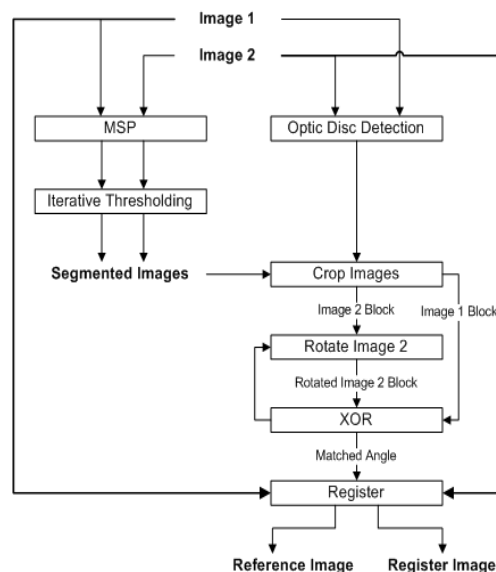 Image 1
Image 2
MSP
Optic Disc Detection
Iterative Thresholding
Segmented Images
Crop Images
Image 2 Block
Image 1 Block
Rotate Image 2
Rotated Image 2 Block
XOR
Matched Angle
Register
Reference Image
Register Image